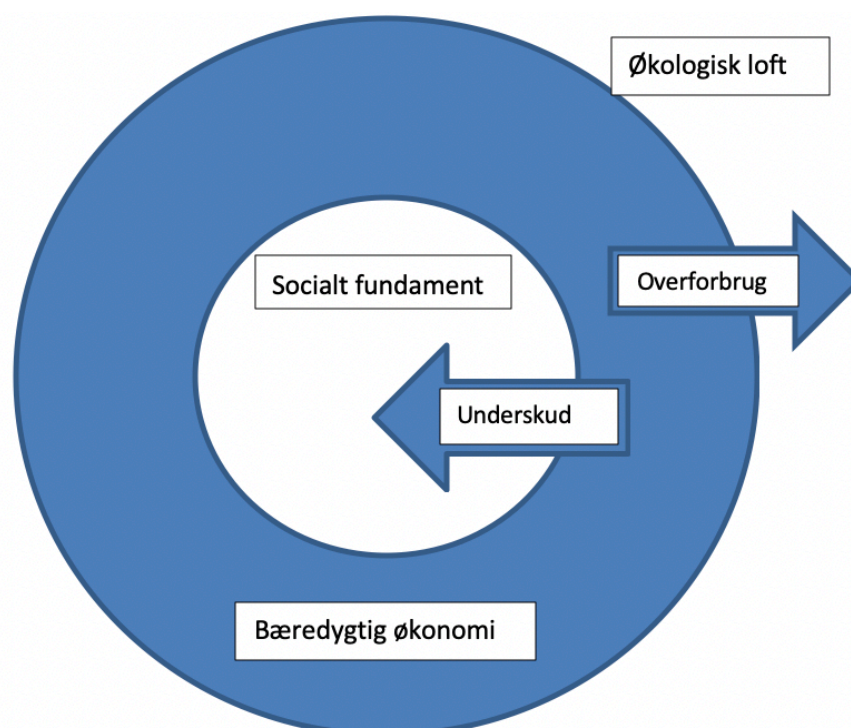 Økologisk loft
Socialt fundament
Overforbrug
Underskud
Bæredygtig økonomi